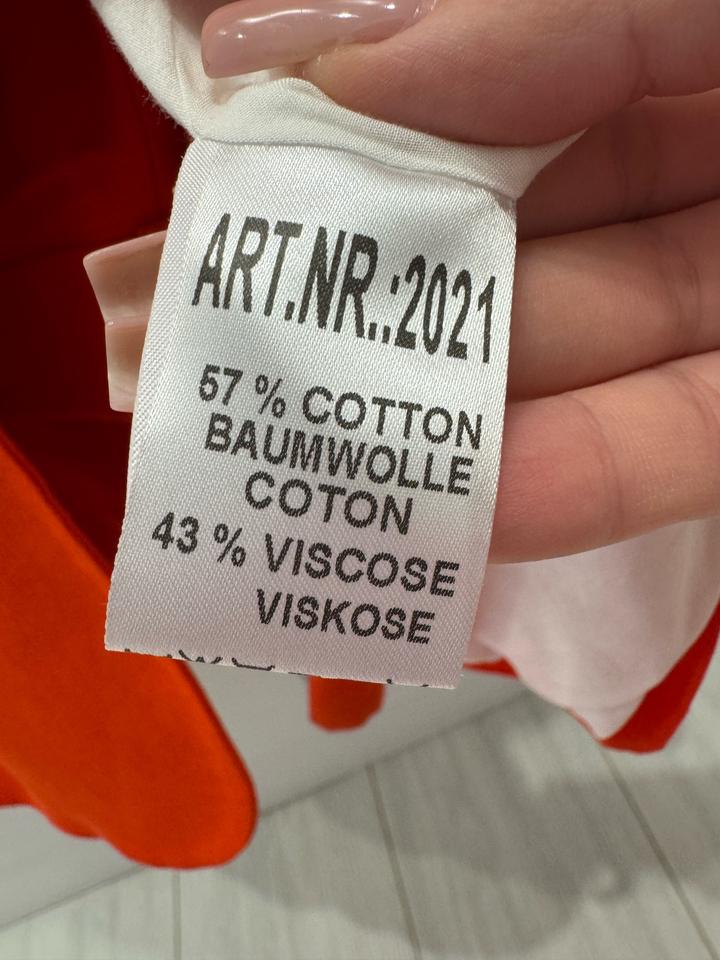 ART.NR.:2021
57 % COTTON
BAUMWOLLE
COTON
43 % VISCOSE
VISKOSE